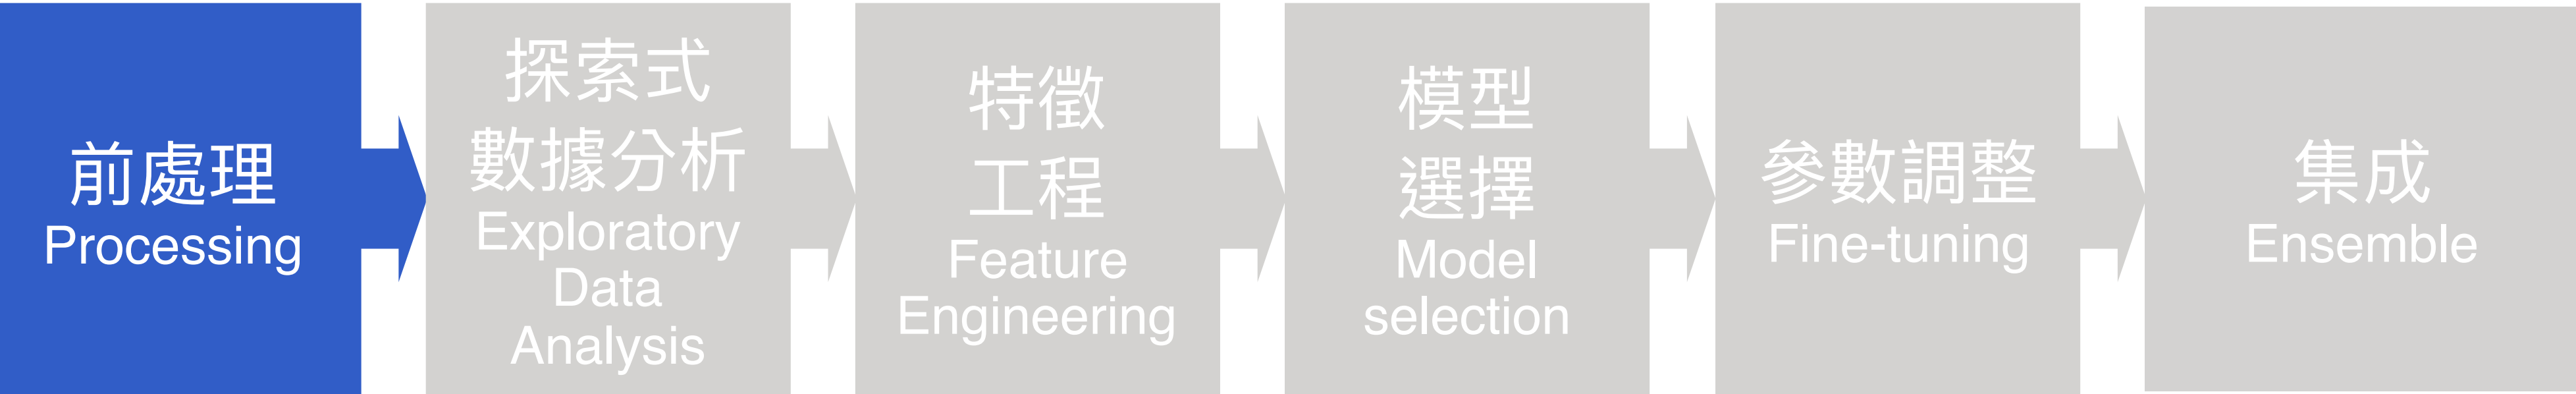 前處理
Processing
探索式
數據分析
Exploratory
Data
Analysis
特徵
工程
Feature
Engineering
模型
選擇
Model
selection
參數調整
Fine-tuning
集成
Ensemble